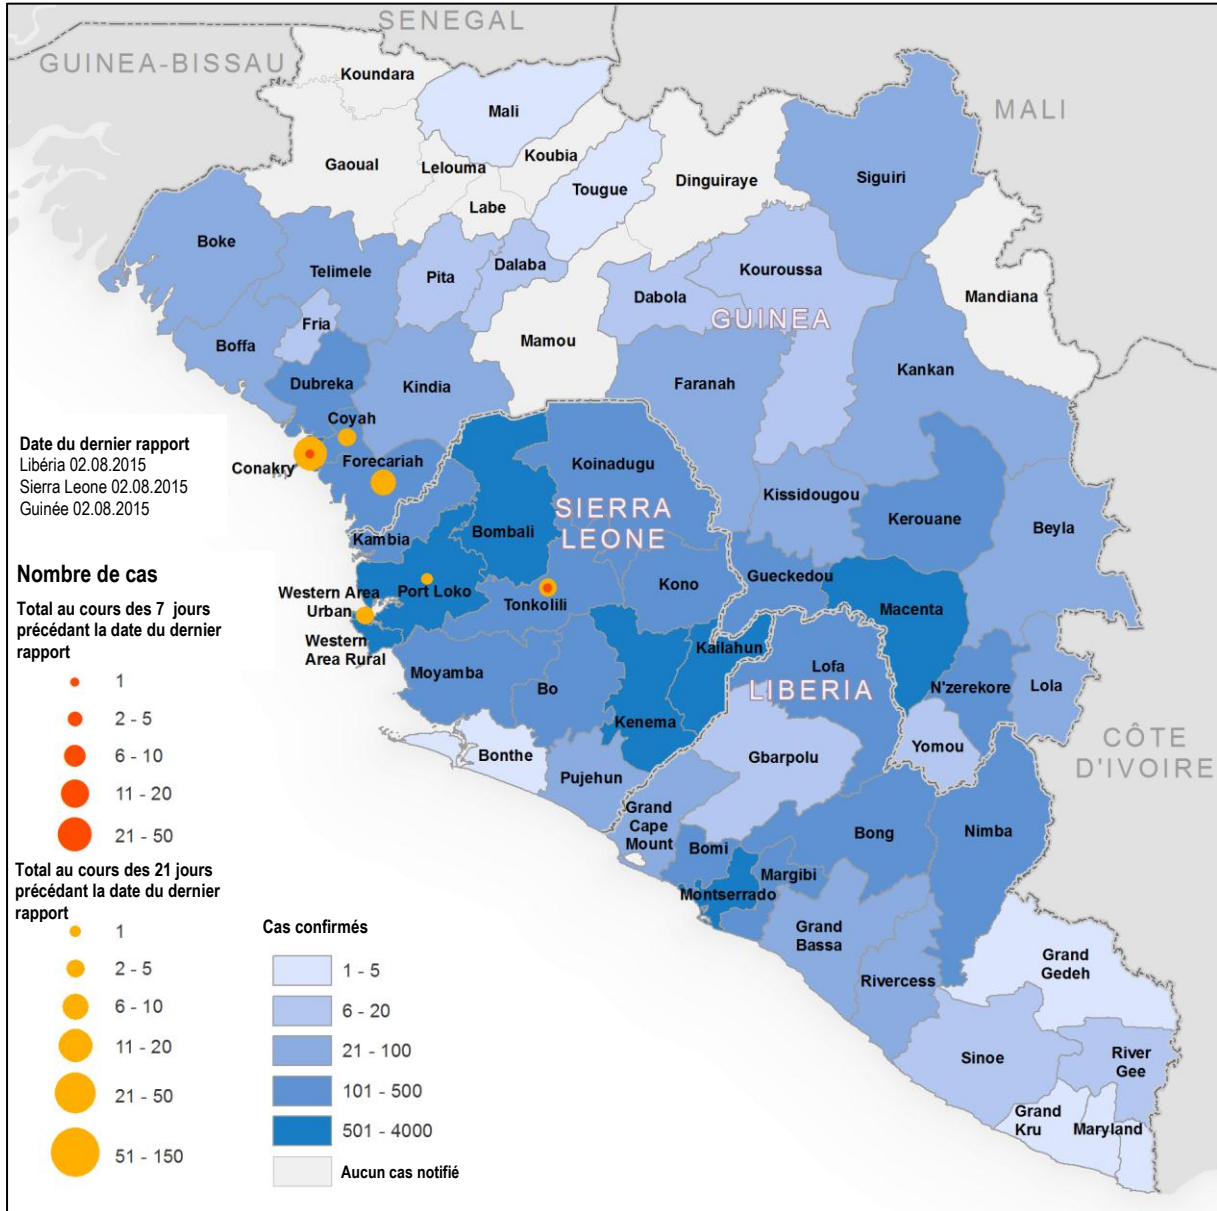 SENEGAL
GUINEA-BISSAU
MALI
CÔTE
D'IVOIRE
Koundara
Mali
Gaoual
Lelouma
Koubia
Labe
Tougue
Dinguiraye
Siguiri
Boke
Telimele
Pita
Dalaba
Kouroussa
Dabola
GUINEA
Mandiana
Fria
Boffa
Mamou
Dubreka
Kindia
Faranah
Kankan
Coyah
Conakry
Forecariah
Koinadugu
Kissidougou
Kerouane
Beyla
SIERRA
LEONE
Bombali
Kambia
Port Loko
Western Area
Urban
Western
Area Rural
Tonkolili
Kono
Gueckedou
Macenta
Kailahun
Lofa
LIBERIA
N'zerekore
Lola
Moyamba
Bo
Kenema
Yomou
Bonthe
Pujehun
Gbarpolu
Grand
Cape
Mount
Bomi
Bong
Nimba
Margibi
Montserrado
Grand
Bassa
Rivercess
Grand
Gedeh
Sinoe
River
Gee
Grand
Kru
Maryland
Date du dernier rapport
Libéria 02.08.2015
Sierra Leone 02.08.2015
Guinée 02.08.2015
Nombre de cas
Total au cours des 7 jours
précédant la date du dernier
rapport
1
2 - 5
6 - 10
11 - 20
21 - 50
Total au cours des 21 jours
précédant la date du dernier
rapport
1
2 - 5
6 - 10
11 - 20
21 - 50
51 - 150
Cas confirmés
1 - 5
6 - 20
21 - 100
101 - 500
501 - 4000
Aucun cas notifié